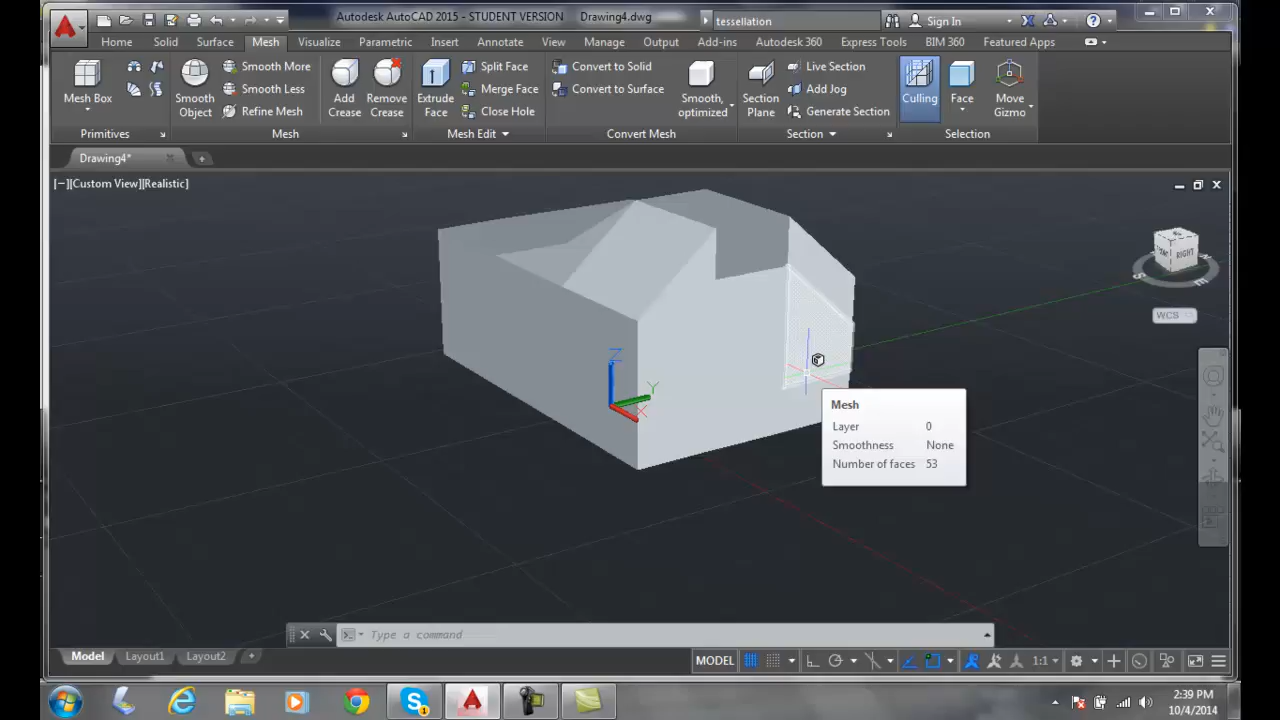 Autodesk AutoCAD 2015 - STUDENT VERSION Drawing4.dwg tessellation Sign In
Home Solid Surface Mesh Visualize Parametric Insert Annotate View Manage Output Add-ins Autodesk 360 Express Tools BIM 360 Featured Apps
Mesh Box
Primitives
Smooth Object
Smooth More
Smooth Less
Refine Mesh
Mesh
Add Crease
Remove Crease
Extrude Face
Split Face
Merge Face
Close Hole
Mesh Edit
Convert to Solid
Convert to Surface
Smooth, optimized
Convert Mesh
Section Plane
Live Section
Add Jog
Generate Section
Section
Culling
Face
Move Gizmo
Selection
Drawing4*
[−][Custom View][Realistic]
RIGHT
S
E
WCS
Z
Y
X
Mesh
Layer 0
Smoothness None
Number of faces 53
Type a command
Model Layout1 Layout2 +
MODEL 1:1
2:39 PM
10/4/2014